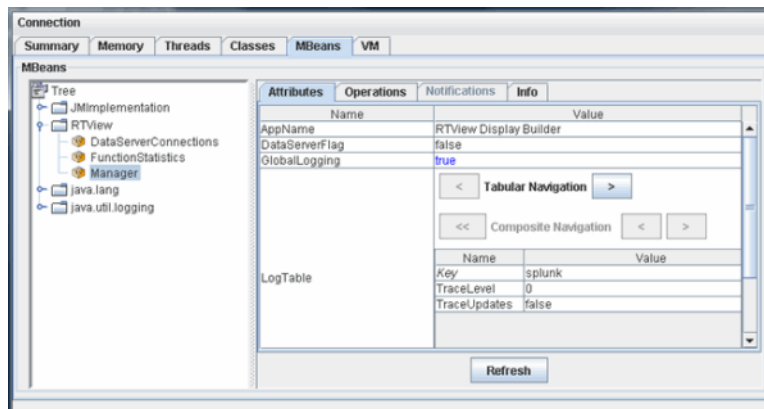 Connection
Summary Memory Threads Classes MBeans VM
MBeans
Tree
JMImplementation
RTView
DataServerConnections
FunctionStatistics
Manager
java.lang
java.util.logging
Attributes Operations Notifications Info
Name Value
AppName RTView Display Builder
DataServerFlag false
GlobalLogging true
< Tabular Navigation >
<< Composite Navigation < >
LogTable
Name Value
Key splunk
TraceLevel 0
TraceUpdates false
Refresh